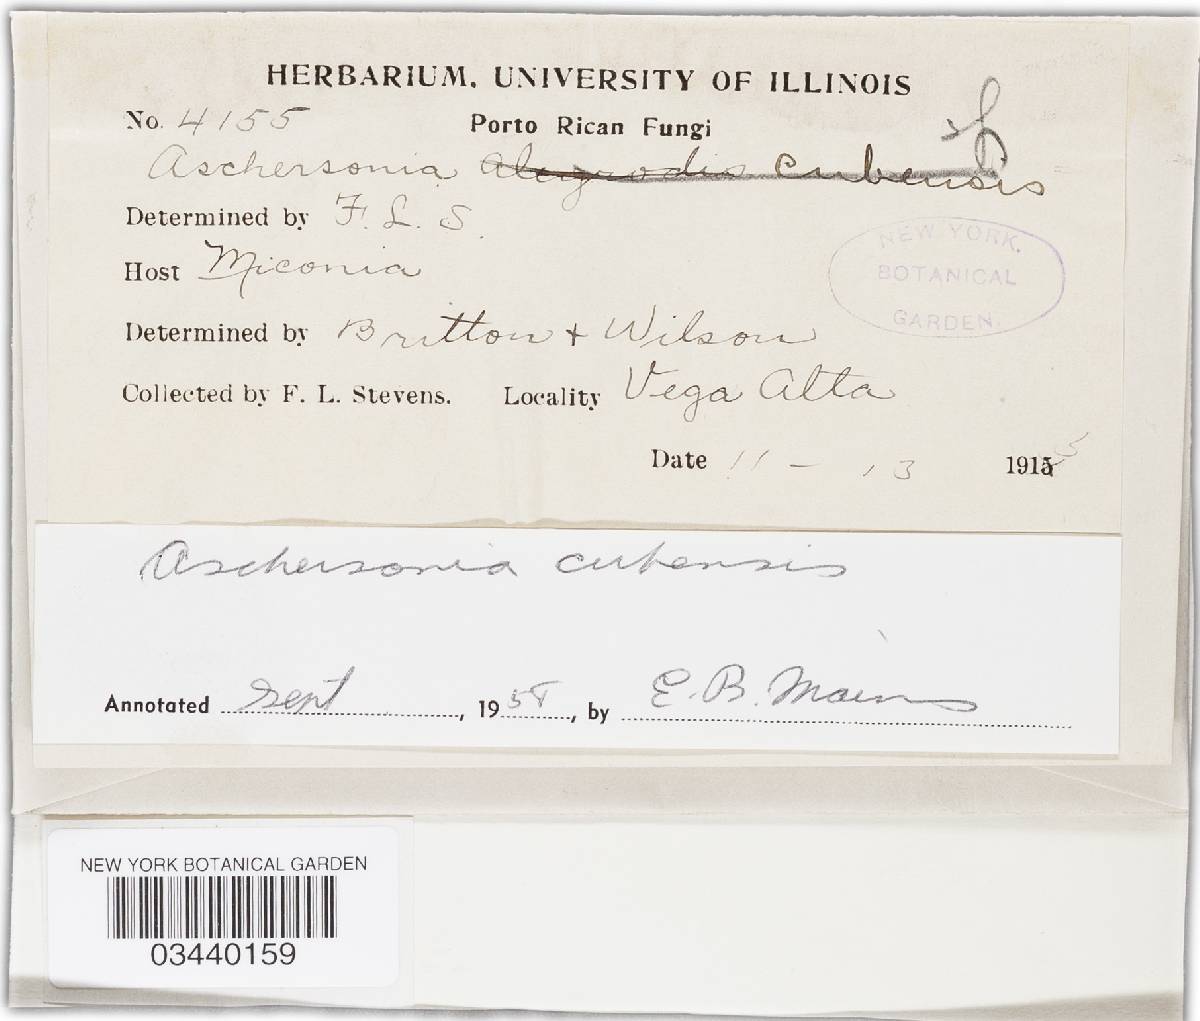 HERBARIUM, UNIVERSITY OF ILLINOIS
No. 4155 Porto Rican Fungi
Aschersonia aleyrodis cubensis
Determined by F. L. S.
Host Miconia
Determined by Britton + Wilson
Collected by F. L. Stevens. Locality Vega Alta
Date 11 - 13 1915 3
NEW YORK.
BOTANICAL
GARDEN.
Aschersonia cubensis
Annotated Sept, 1958, by E. B. Mains
NEW YORK BOTANICAL GARDEN
03440159